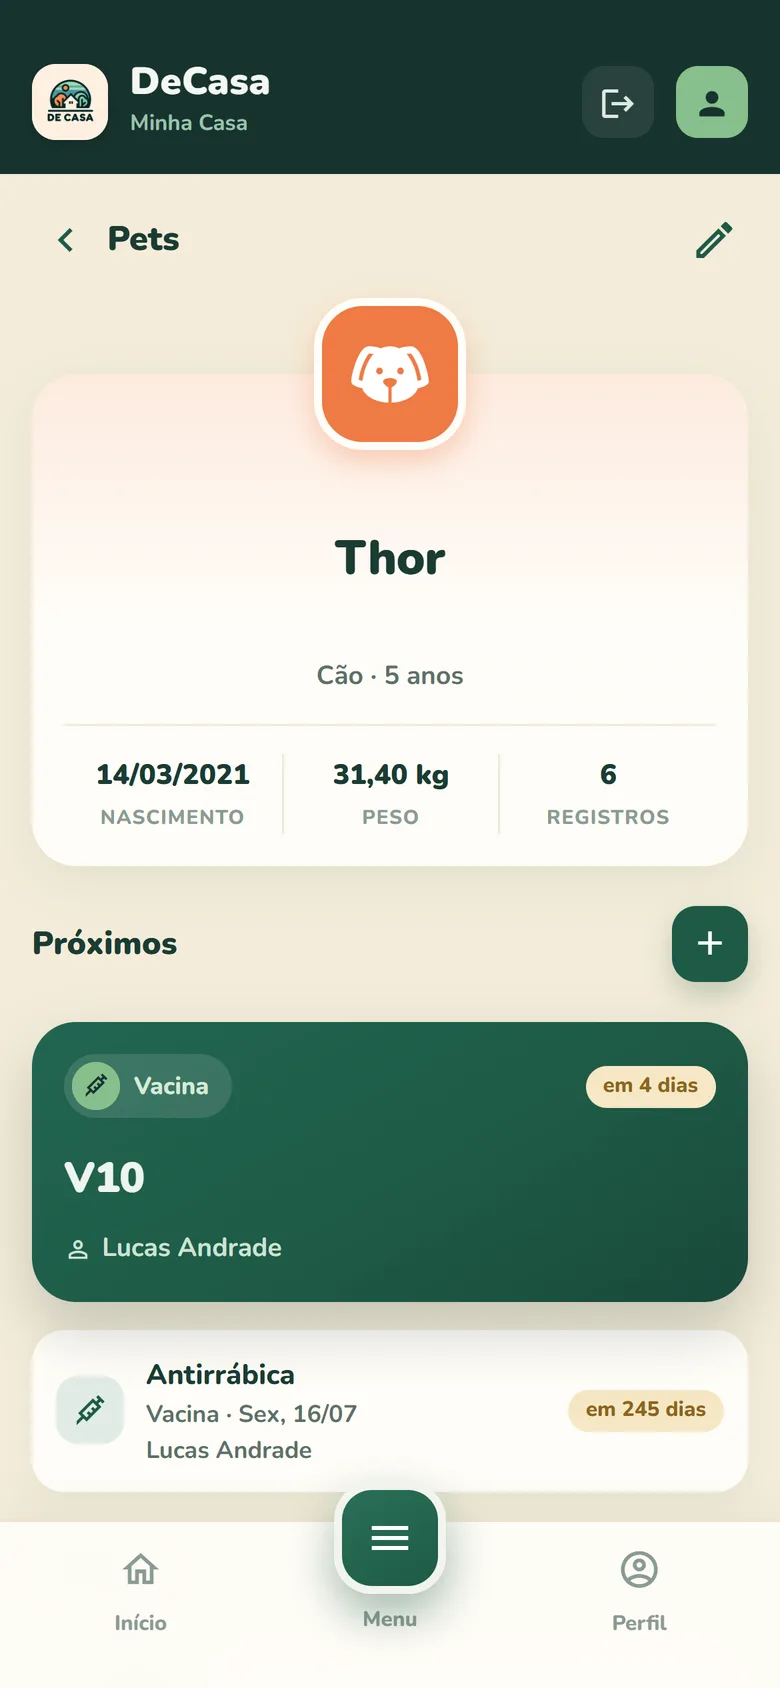 DE CASA
DeCasa
Minha Casa
Pets
Thor
Cão · 5 anos
14/03/2021
NASCIMENTO
31,40 kg
PESO
6
REGISTROS
Próximos
Vacina
em 4 dias
V10
Lucas Andrade
Antirrábica
Vacina · Sex, 16/07
Lucas Andrade
em 245 dias
Início
Menu
Perfil